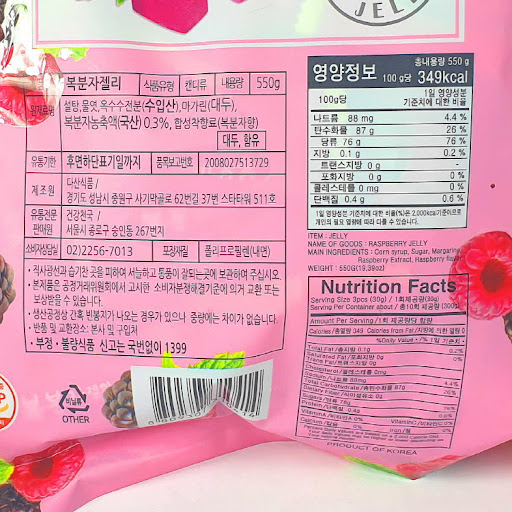 JELLY
복분자젤리 식품유형 캔디류 내용량 550g
설탕,물엿,옥수수전분(수입산),마가린(대두),
복분자농축액(국산) 0.3%, 합성착향료(복분자향)
대두, 함유
유통기한 후면하단표기일까지 품목보고번호 2008027513729
제조원 다산식품 /
경기도 성남시 중원구 사기막골로 62번길 37번 스타타워 511호
유통전문 판매원 건강천국 /
서울시 종로구 숭인동 267번지
소비자상담실 02)2256-7013 포장재질 폴리프로필렌(내면)
• 직사광선과 습기찬 곳을 피하여 서늘하고 통풍이 잘되는곳에 보관하여 주십시오.
• 본제품은 공정거래위원회에서 고시한 소비자분쟁해결기준에 의거 교환 또는
보상받을 수 있습니다.
• 생산공정상 간혹 빈봉지가 나오는 경우가 있으나 중량에는 차이가 없습니다.
• 반품 및 교환장소: 본사 및 구입처
• 부정·불량식품 신고는 국번없이 1399
비닐류
OTHER
영양정보
총내용량 550 g
100 g당 349kcal
100g당 1일 영양성분 기준치에 대한 비율
나트륨 88 mg 4.4 %
탄수화물 87 g 26 %
당류 76 g 76 %
지방 0.1 g 0.2 %
트랜스지방 0 g
포화지방 0 g 0 %
콜레스테롤 0 mg 0 %
단백질 0.4 g 0.6 %
1일 영양성분 기준치에 대한 비율(%)은 2,000kcal기준이므로
개인의 필요 열량에 따라 다를 수 있습니다.
ITEM : JELLY
NAME OF GOODS : RASPBERRY JELLY
MAIN INGREDIENTS : Corn syrup, Sugar, Margarine,
Raspberry Extract, Raspberry flavor
WEIGHT : 550G(19.39oz)
Nutrition Facts
Serving Size 3pcs (30g) / 1회제공량(30g)
Serving Per Container about / 총10회 제공량 (300g)
Amount Per Serving /1회 제공량당 함량
Calories /총열량 349 Calories from Fat /지방에 의한 열량 0
%Daily Value • /% 1일 기준치 •
Total Fat /총지방 0.1g 0.2%
Saturated Fat /포화지방 0g 0%
Trans Fat /트랜스지방 0g
Cholesterol /콜레스테롤 0mg
Sodium /나트륨 88mg 4.4%
26%
Sugars /당류 76g
Protein /단백질 0.4g
Vitamin A /비타민A 0% Vitamin C /비타민C 0%
PRODUCT OF KOREA